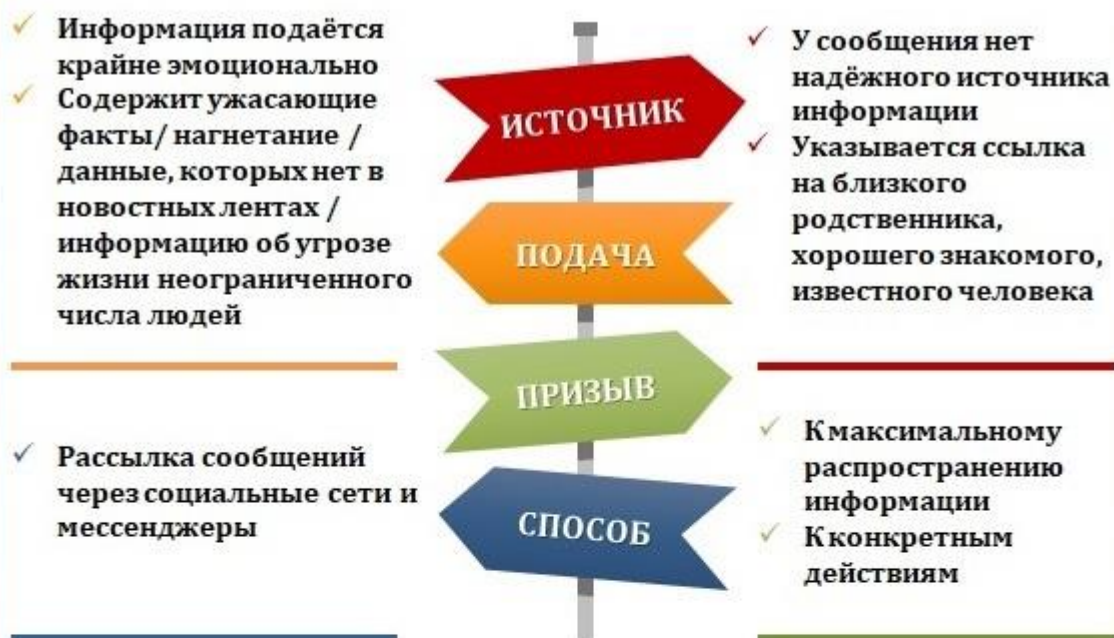 Информация подаётся
крайне эмоционально
Содержит ужасающие
факты/ нагнетание /
данные, которых нет в
новостных лентах /
информацию об угрозе
жизни неограниченного
числа людей
ИСТОЧНИК
У сообщения нет
надёжного источника
информации
Указывается ссылка
на близкого
родственника,
хорошего знакомого,
известного человека
ПОДАЧА
ПРИЗЫВ
Рассылка сообщений
через социальные сети и
мессенджеры
СПОСОБ
К максимальному
распространению
информации
К конкретным
действиям